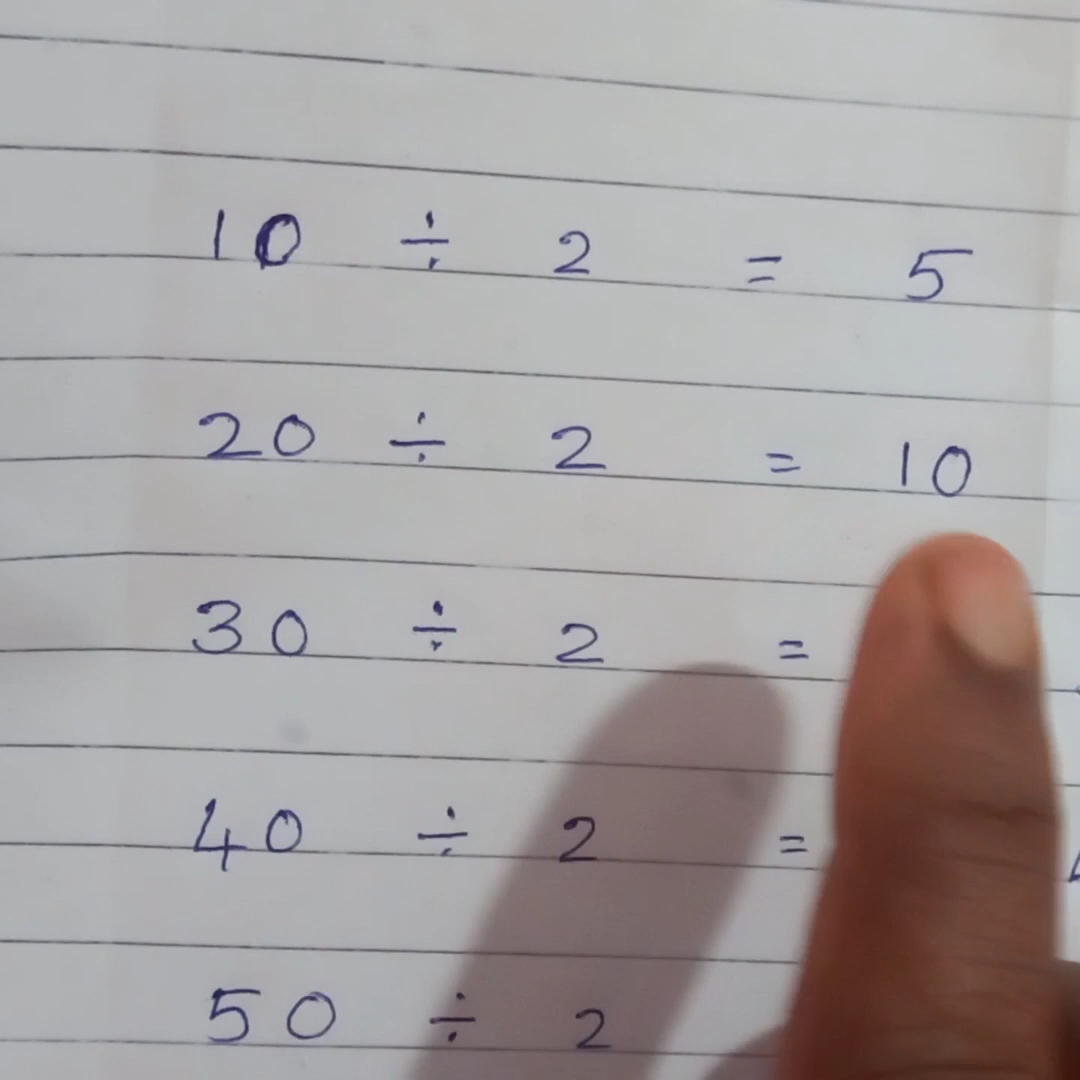 10 ÷ 2 = 5
20 ÷ 2 = 10
30 ÷ 2 =
40 ÷ 2 =
50 ÷ 2